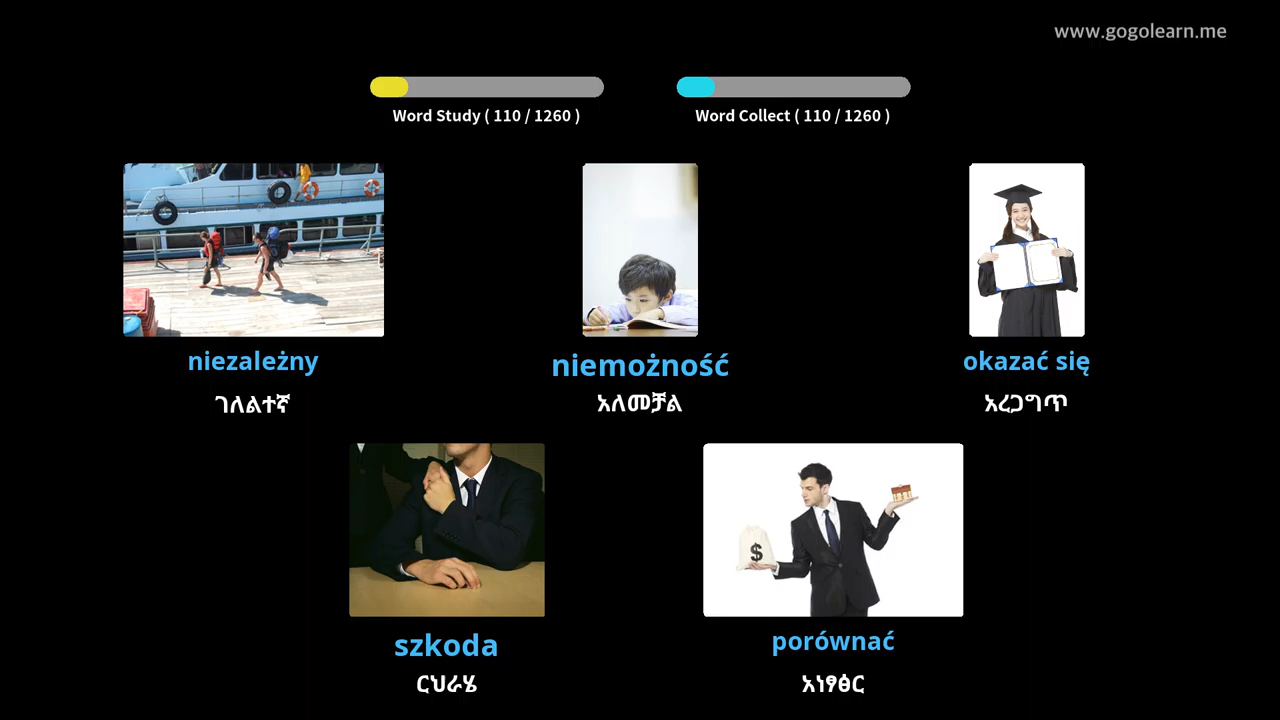 www.gogolearn.me
Word Study ( 110 / 1260 )
Word Collect ( 110 / 1260 )
niezależny
ገለልተኛ
niemożność
አለመቻል
okazać się
አረጋግጥ
szkoda
ርህራሄ
porównać
አነፃፅር
$